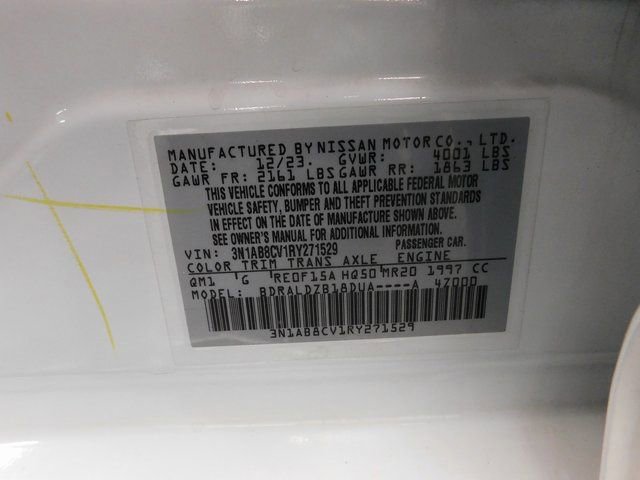 MANUFACTURED BY NISSAN MOTOR CO., LTD.
DATE: 12/23. GVWR: 4001 LBS
GAWR FR: 2161 LBS GAWR RR: 1863 LBS
THIS VEHICLE CONFORMS TO ALL APPLICABLE FEDERAL MOTOR
VEHICLE SAFETY, BUMPER AND THEFT PREVENTION STANDARDS
IN EFFECT ON THE DATE OF MANUFACTURE SHOWN ABOVE.
SEE OWNER'S MANUAL FOR ADDITIONAL INFORMATION.
VIN: 3N1AB8CV1RY271529 PASSENGER CAR.
COLOR TRIM TRANS AXLE ENGINE
QM1 G RE0F15A HQ50 MR20 1997 CC
MODEL: BDRALDZB18DUA----A 4Z000
3N1AB8CV1RY271529